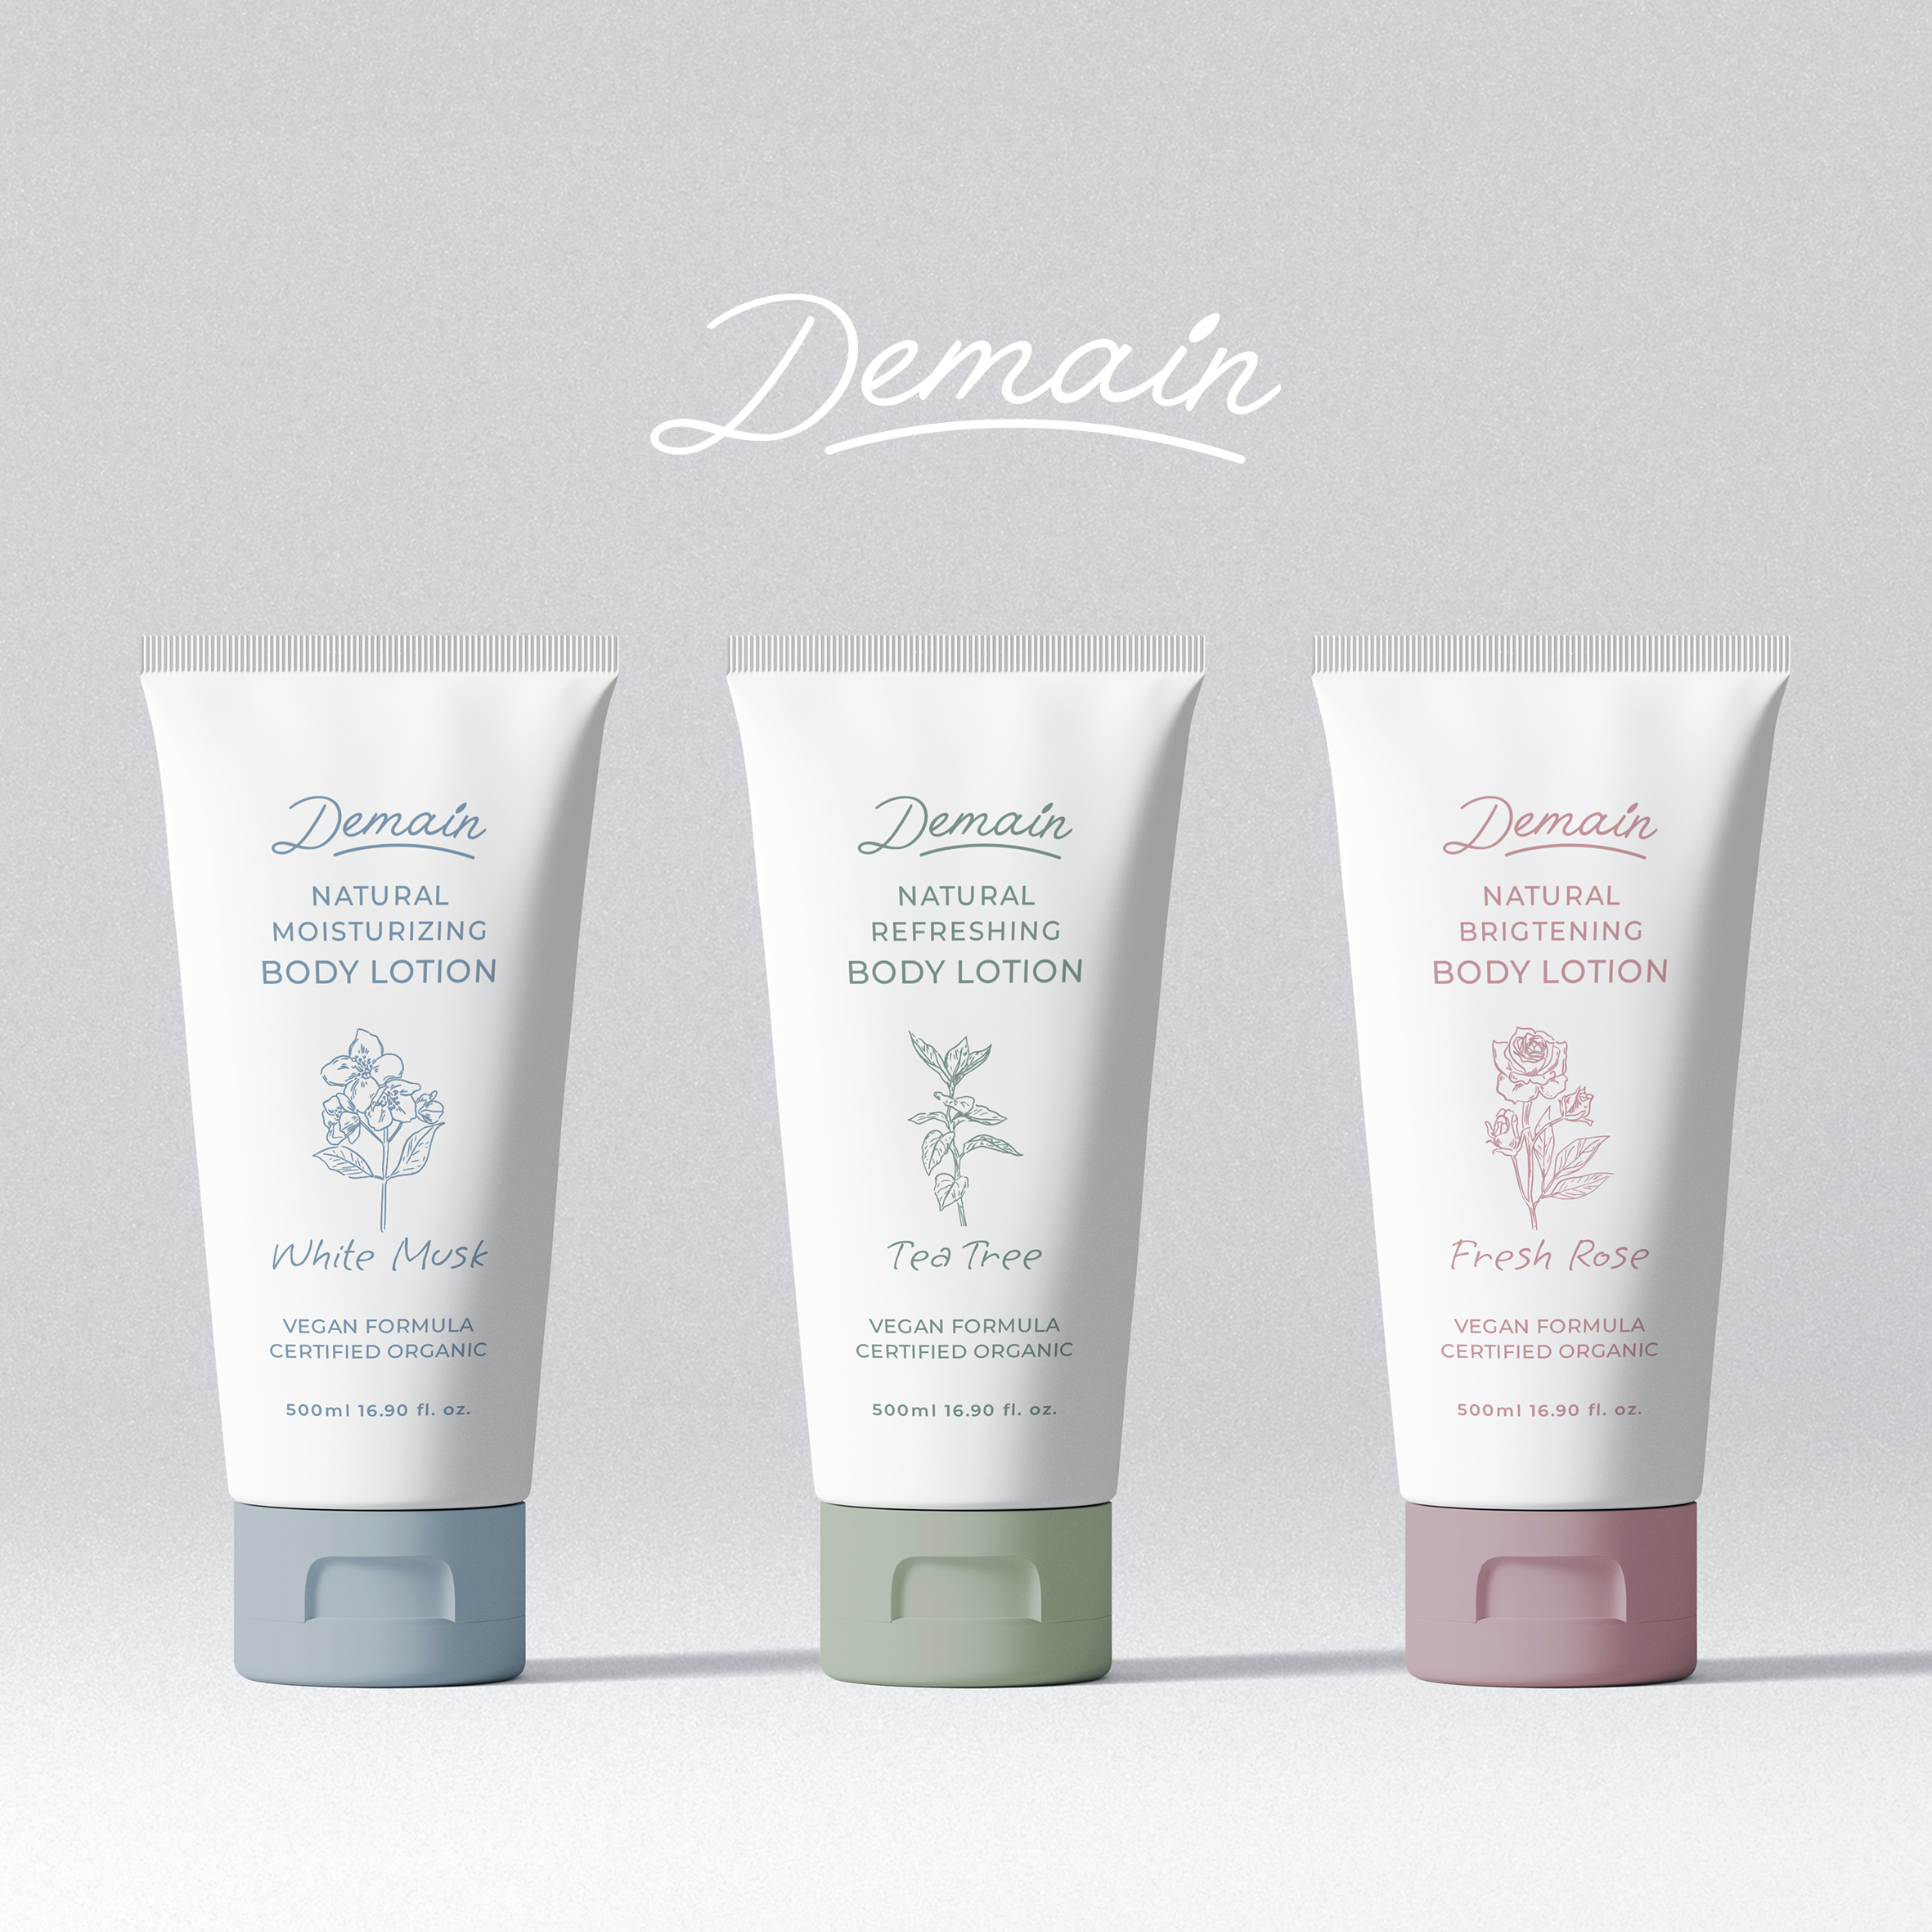 Demain
Demain
NATURAL
MOISTURIZING
BODY LOTION
White Musk
VEGAN FORMULA
CERTIFIED ORGANIC
500ml 16.90 fl. oz.
Demain
NATURAL
REFRESHING
BODY LOTION
Tea Tree
VEGAN FORMULA
CERTIFIED ORGANIC
500ml 16.90 fl. oz.
Demain
NATURAL
BRIGTENING
BODY LOTION
Fresh Rose
VEGAN FORMULA
CERTIFIED ORGANIC
500ml 16.90 fl. oz.